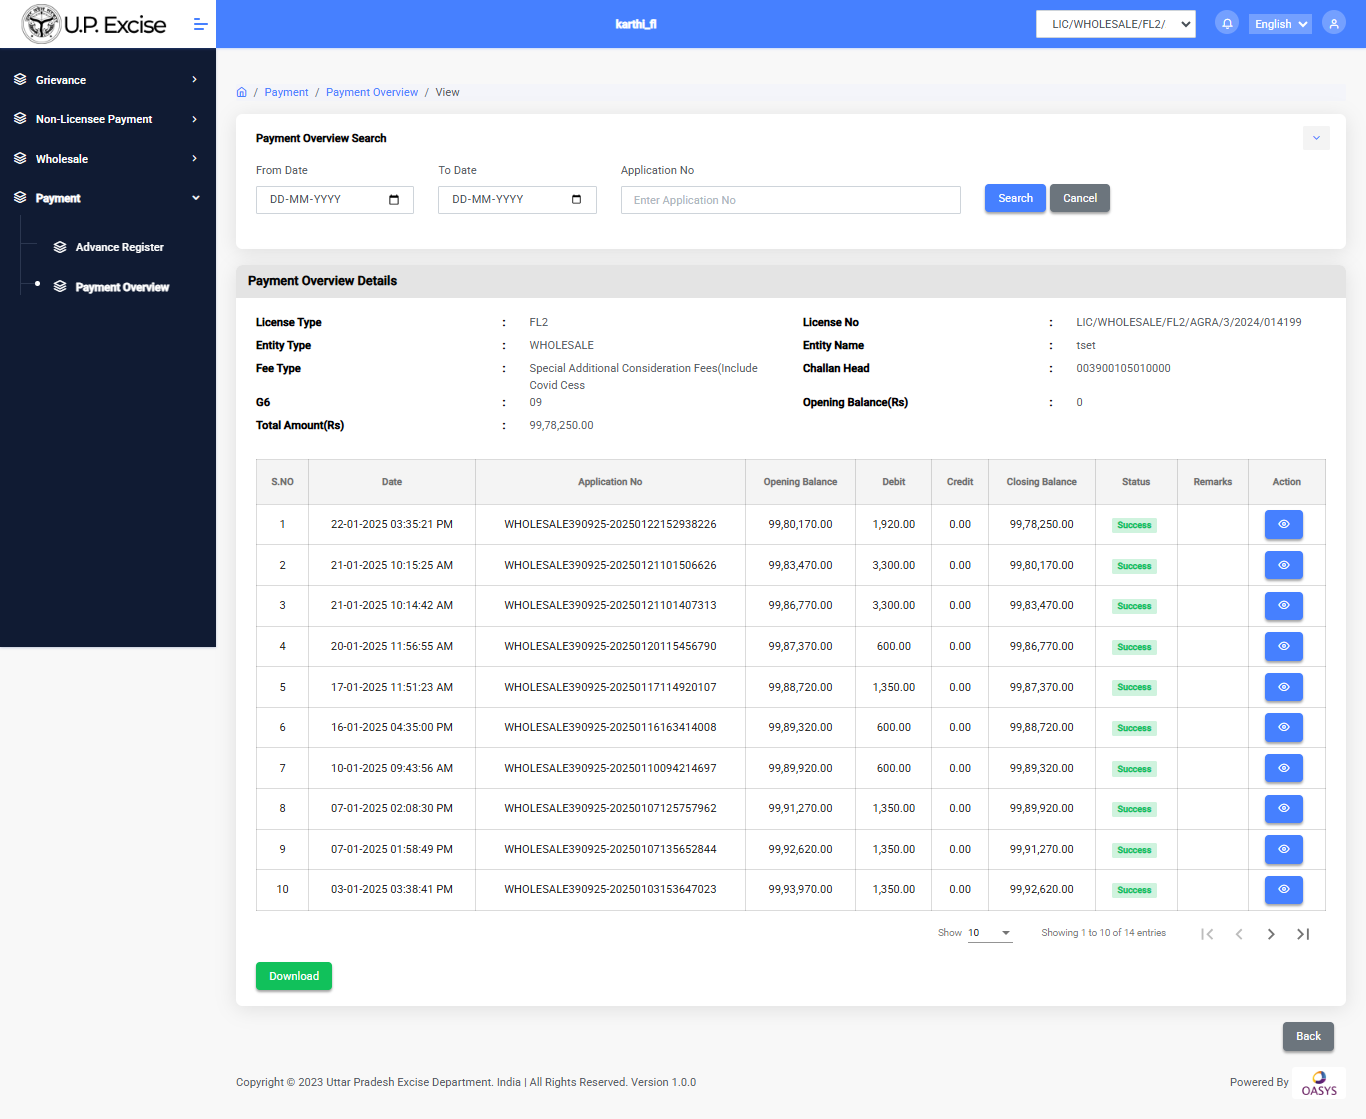 U.P. Excise
karthi_fl
LIC/WHOLESALE/FL2/
English
Grievance
Non-Licensee Payment
Wholesale
Payment
Advance Register
Payment Overview
/ Payment / Payment Overview / View
Payment Overview Search
From Date To Date Application No
DD-MM-YYYY DD-MM-YYYY Enter Application No Search Cancel
Payment Overview Details
License Type : FL2 License No : LIC/WHOLESALE/FL2/AGRA/3/2024/014199
Entity Type : WHOLESALE Entity Name : tset
Fee Type : Special Additional Consideration Fees(Include Challan Head : 003900105010000
Covid Cess
G6 : 09 Opening Balance(Rs) : 0
Total Amount(Rs) : 99,78,250.00
S.NO Date Application No Opening Balance Debit Credit Closing Balance Status Remarks Action
1 22-01-2025 03:35:21 PM WHOLESALE390925-20250122152938226 99,80,170.00 1,920.00 0.00 99,78,250.00 Success
2 21-01-2025 10:15:25 AM WHOLESALE390925-20250121101506626 99,83,470.00 3,300.00 0.00 99,80,170.00 Success
3 21-01-2025 10:14:42 AM WHOLESALE390925-20250121101407313 99,86,770.00 3,300.00 0.00 99,83,470.00 Success
4 20-01-2025 11:56:55 AM WHOLESALE390925-20250120115456790 99,87,370.00 600.00 0.00 99,86,770.00 Success
5 17-01-2025 11:51:23 AM WHOLESALE390925-20250117114920107 99,88,720.00 1,350.00 0.00 99,87,370.00 Success
6 16-01-2025 04:35:00 PM WHOLESALE390925-20250116163414008 99,89,320.00 600.00 0.00 99,88,720.00 Success
7 10-01-2025 09:43:56 AM WHOLESALE390925-20250110094214697 99,89,920.00 600.00 0.00 99,89,320.00 Success
8 07-01-2025 02:08:30 PM WHOLESALE390925-20250107125757962 99,91,270.00 1,350.00 0.00 99,89,920.00 Success
9 07-01-2025 01:58:49 PM WHOLESALE390925-20250107135652844 99,92,620.00 1,350.00 0.00 99,91,270.00 Success
10 03-01-2025 03:38:41 PM WHOLESALE390925-20250103153647023 99,93,970.00 1,350.00 0.00 99,92,620.00 Success
Show 10 Showing 1 to 10 of 14 entries
Download
Back
Copyright © 2023 Uttar Pradesh Excise Department. India | All Rights Reserved. Version 1.0.0 Powered By OASYS